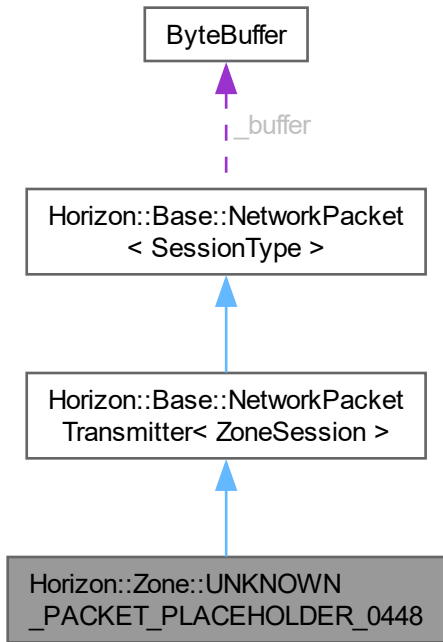 ByteBuffer
_buffer
Horizon::Base::NetworkPacket
< SessionType >
Horizon::Base::NetworkPacket
Transmitter< ZoneSession >
Horizon::Zone::UNKNOWN
_PACKET_PLACEHOLDER_0448